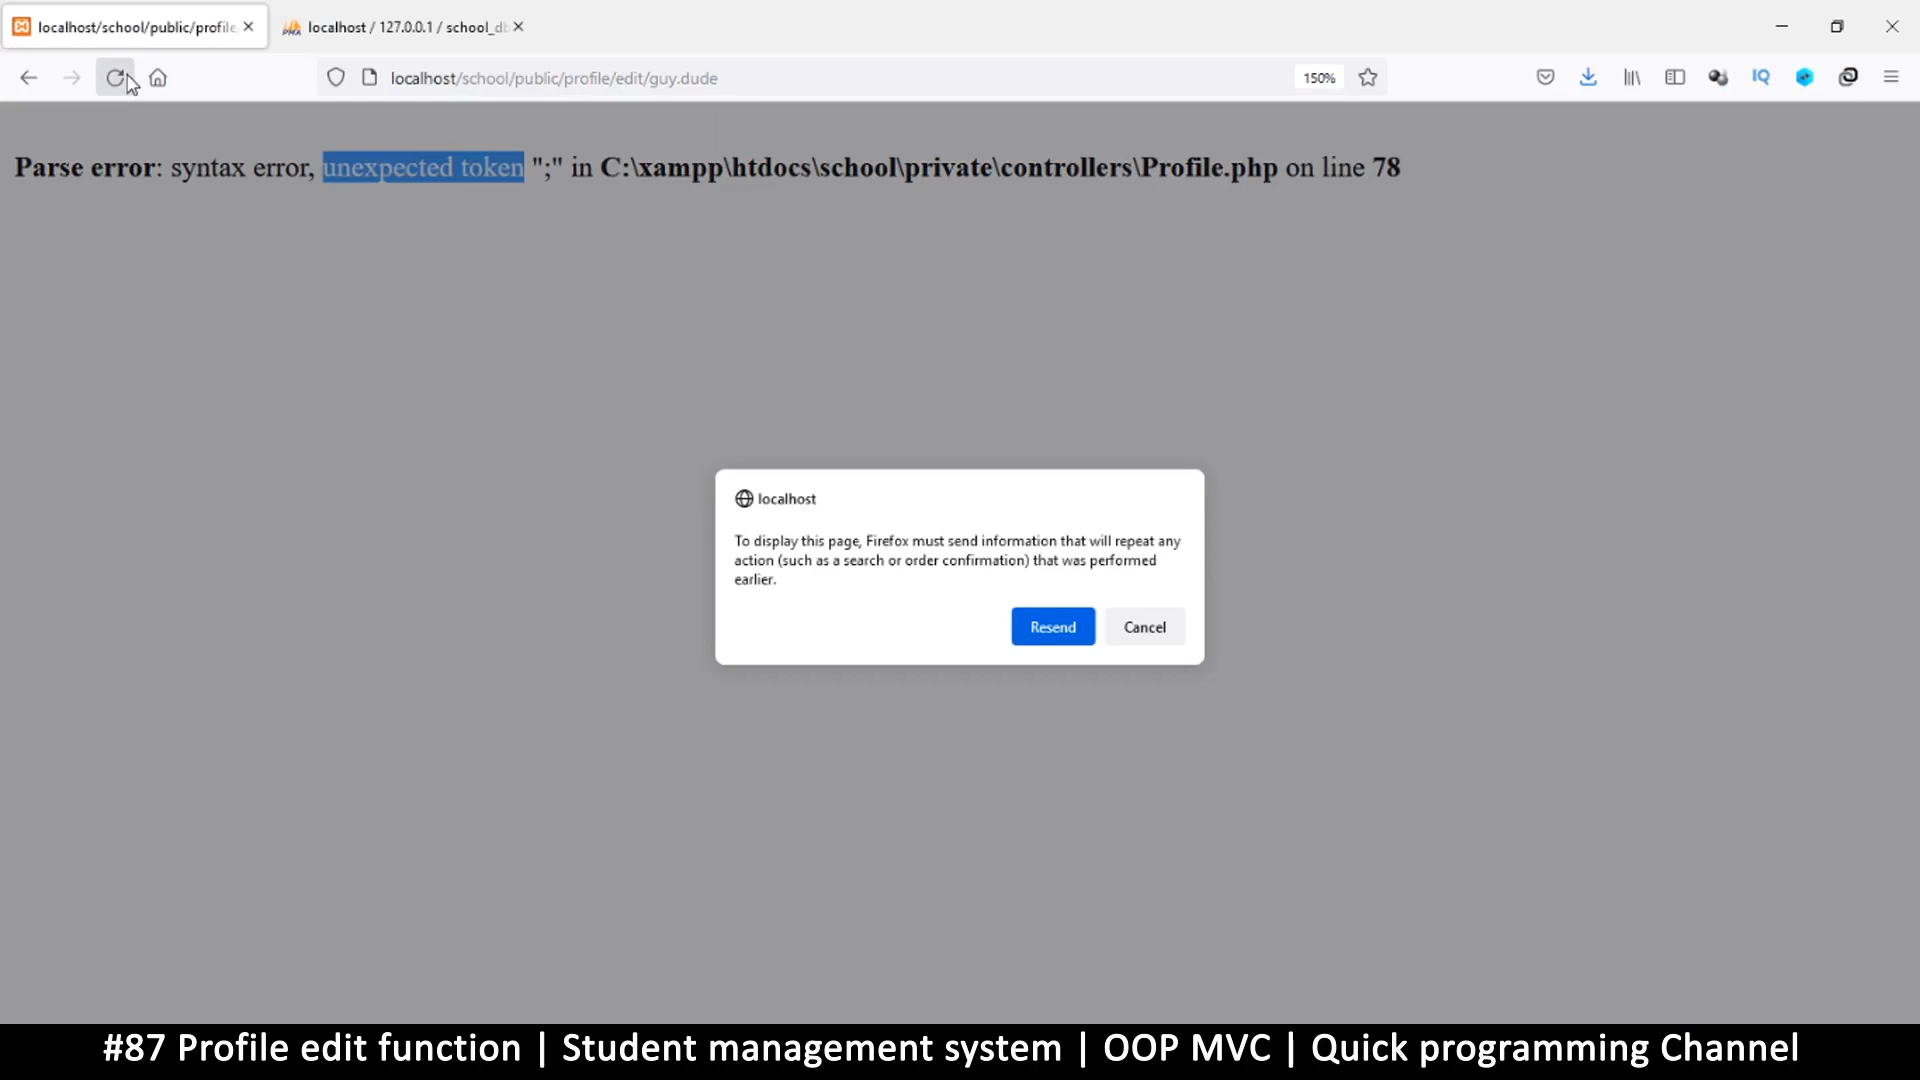 localhost/school/public/profile
localhost / 127.0.0.1 / school_db
localhost/school/public/profile/edit/guy.dude
150%
IQ
Parse error: syntax error, unexpected token ";" in C:\xampp\htdocs\school\private\controllers\Profile.php on line 78
localhost
To display this page, Firefox must send information that will repeat any
action (such as a search or order confirmation) that was performed
earlier.
Resend
Cancel
#87 Profile edit function | Student management system | OOP MVC | Quick programming Channel